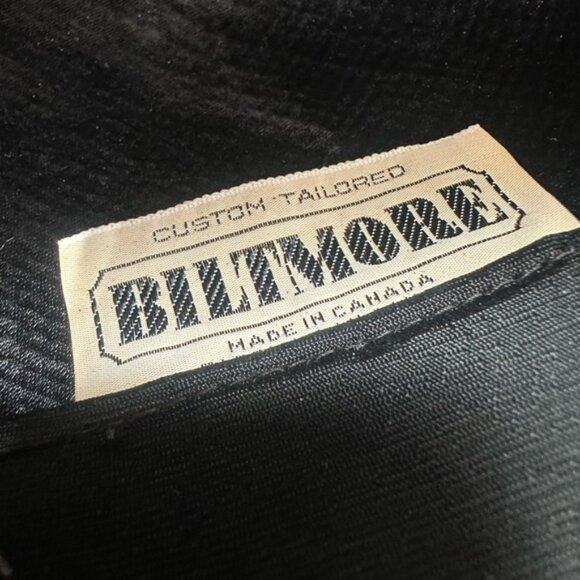 CUSTOM · TAILORED
BILTMORE
MADE IN CANADA